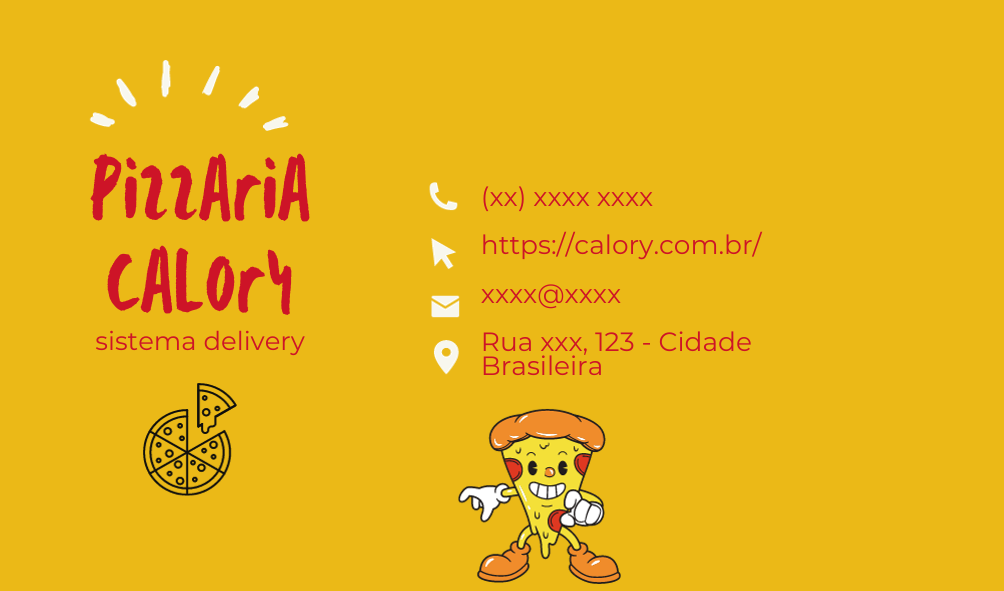 PizzAriA
CALory
sistema delivery
(xx) xxxx xxxx
https://calory.com.br/
xxxx@xxxx
Rua xxx, 123 - Cidade
Brasileira